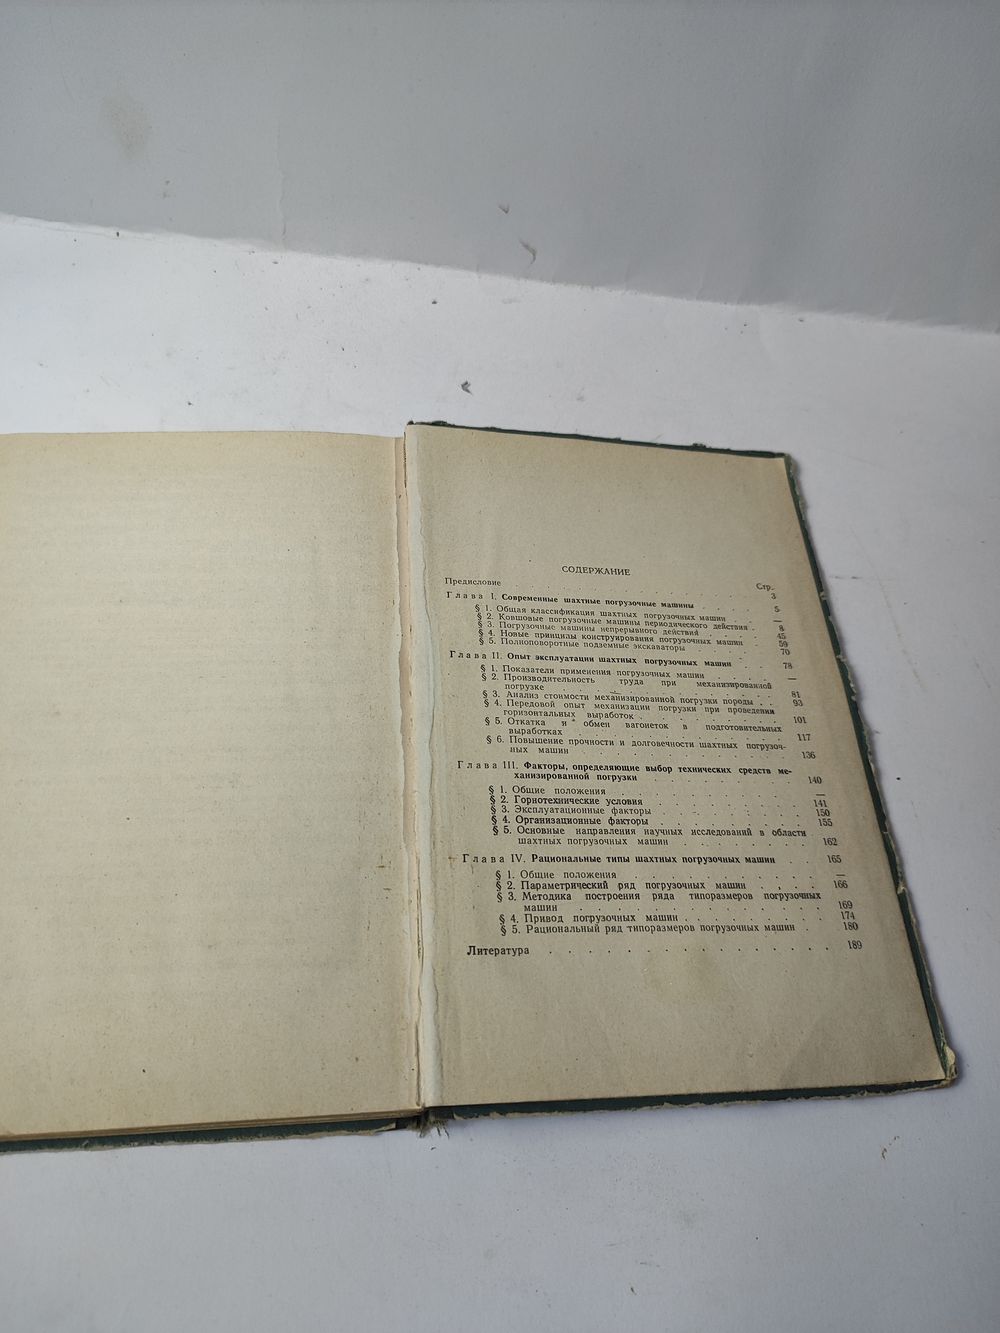 СОДЕРЖАНИЕ
Стр.
Предисловие . . . . . . . . . . . . 3
Глава I. Современные шахтные погрузочные машины . . . . 5
§ 1. Общая классификация шахтных погрузочных машин . . —
§ 2. Ковшовые погрузочные машины периодического действия . 8
§ 3. Погрузочные машины непрерывного действия . . . . 45
§ 4. Новые принципы конструирования погрузочных машин . 59
§ 5. Полноповоротные подземные экскаваторы . . . . 70
Глава II. Опыт эксплуатации шахтных погрузочных машин . . 78
§ 1. Показатели применения погрузочных машин . . . . —
§ 2. Производительность труда при механизированной
погрузке . . . . . . . . . . 81
§ 3. Анализ стоимости механизированной погрузки породы . . 93
§ 4. Передовой опыт механизации погрузки при проведении
горизонтальных выработок . . . . . . . 101
§ 5. Откатка и обмен вагонеток в подготовительных
выработках . . . . . . . . . . 117
§ 6. Повышение прочности и долговечности шахтных погрузоч-
ных машин . . . . . . . . . . 136
Глава III. Факторы, определяющие выбор технических средств ме-
ханизированной погрузки . . . . . . . 140
§ 1. Общие положения . . . . . . . . . —
§ 2. Горнотехнические условия . . . . . . . 141
§ 3. Эксплуатационные факторы . . . . . . . 150
§ 4. Организационные факторы . . . . . . . 155
§ 5. Основные направления научных исследований в области
шахтных погрузочных машин . . . . . . 162
Глава IV. Рациональные типы шахтных погрузочных машин . . 165
§ 1. Общие положения . . . . . . . . . —
§ 2. Параметрический ряд погрузочных машин . . . . 166
§ 3. Методика построения ряда типоразмеров погрузочных
машин . . . . . . . . . . . 169
§ 4. Привод погрузочных машин . . . . . . . 174
§ 5. Рациональный ряд типоразмеров погрузочных машин . 180
Литература . . . . . . . . . . . . 189